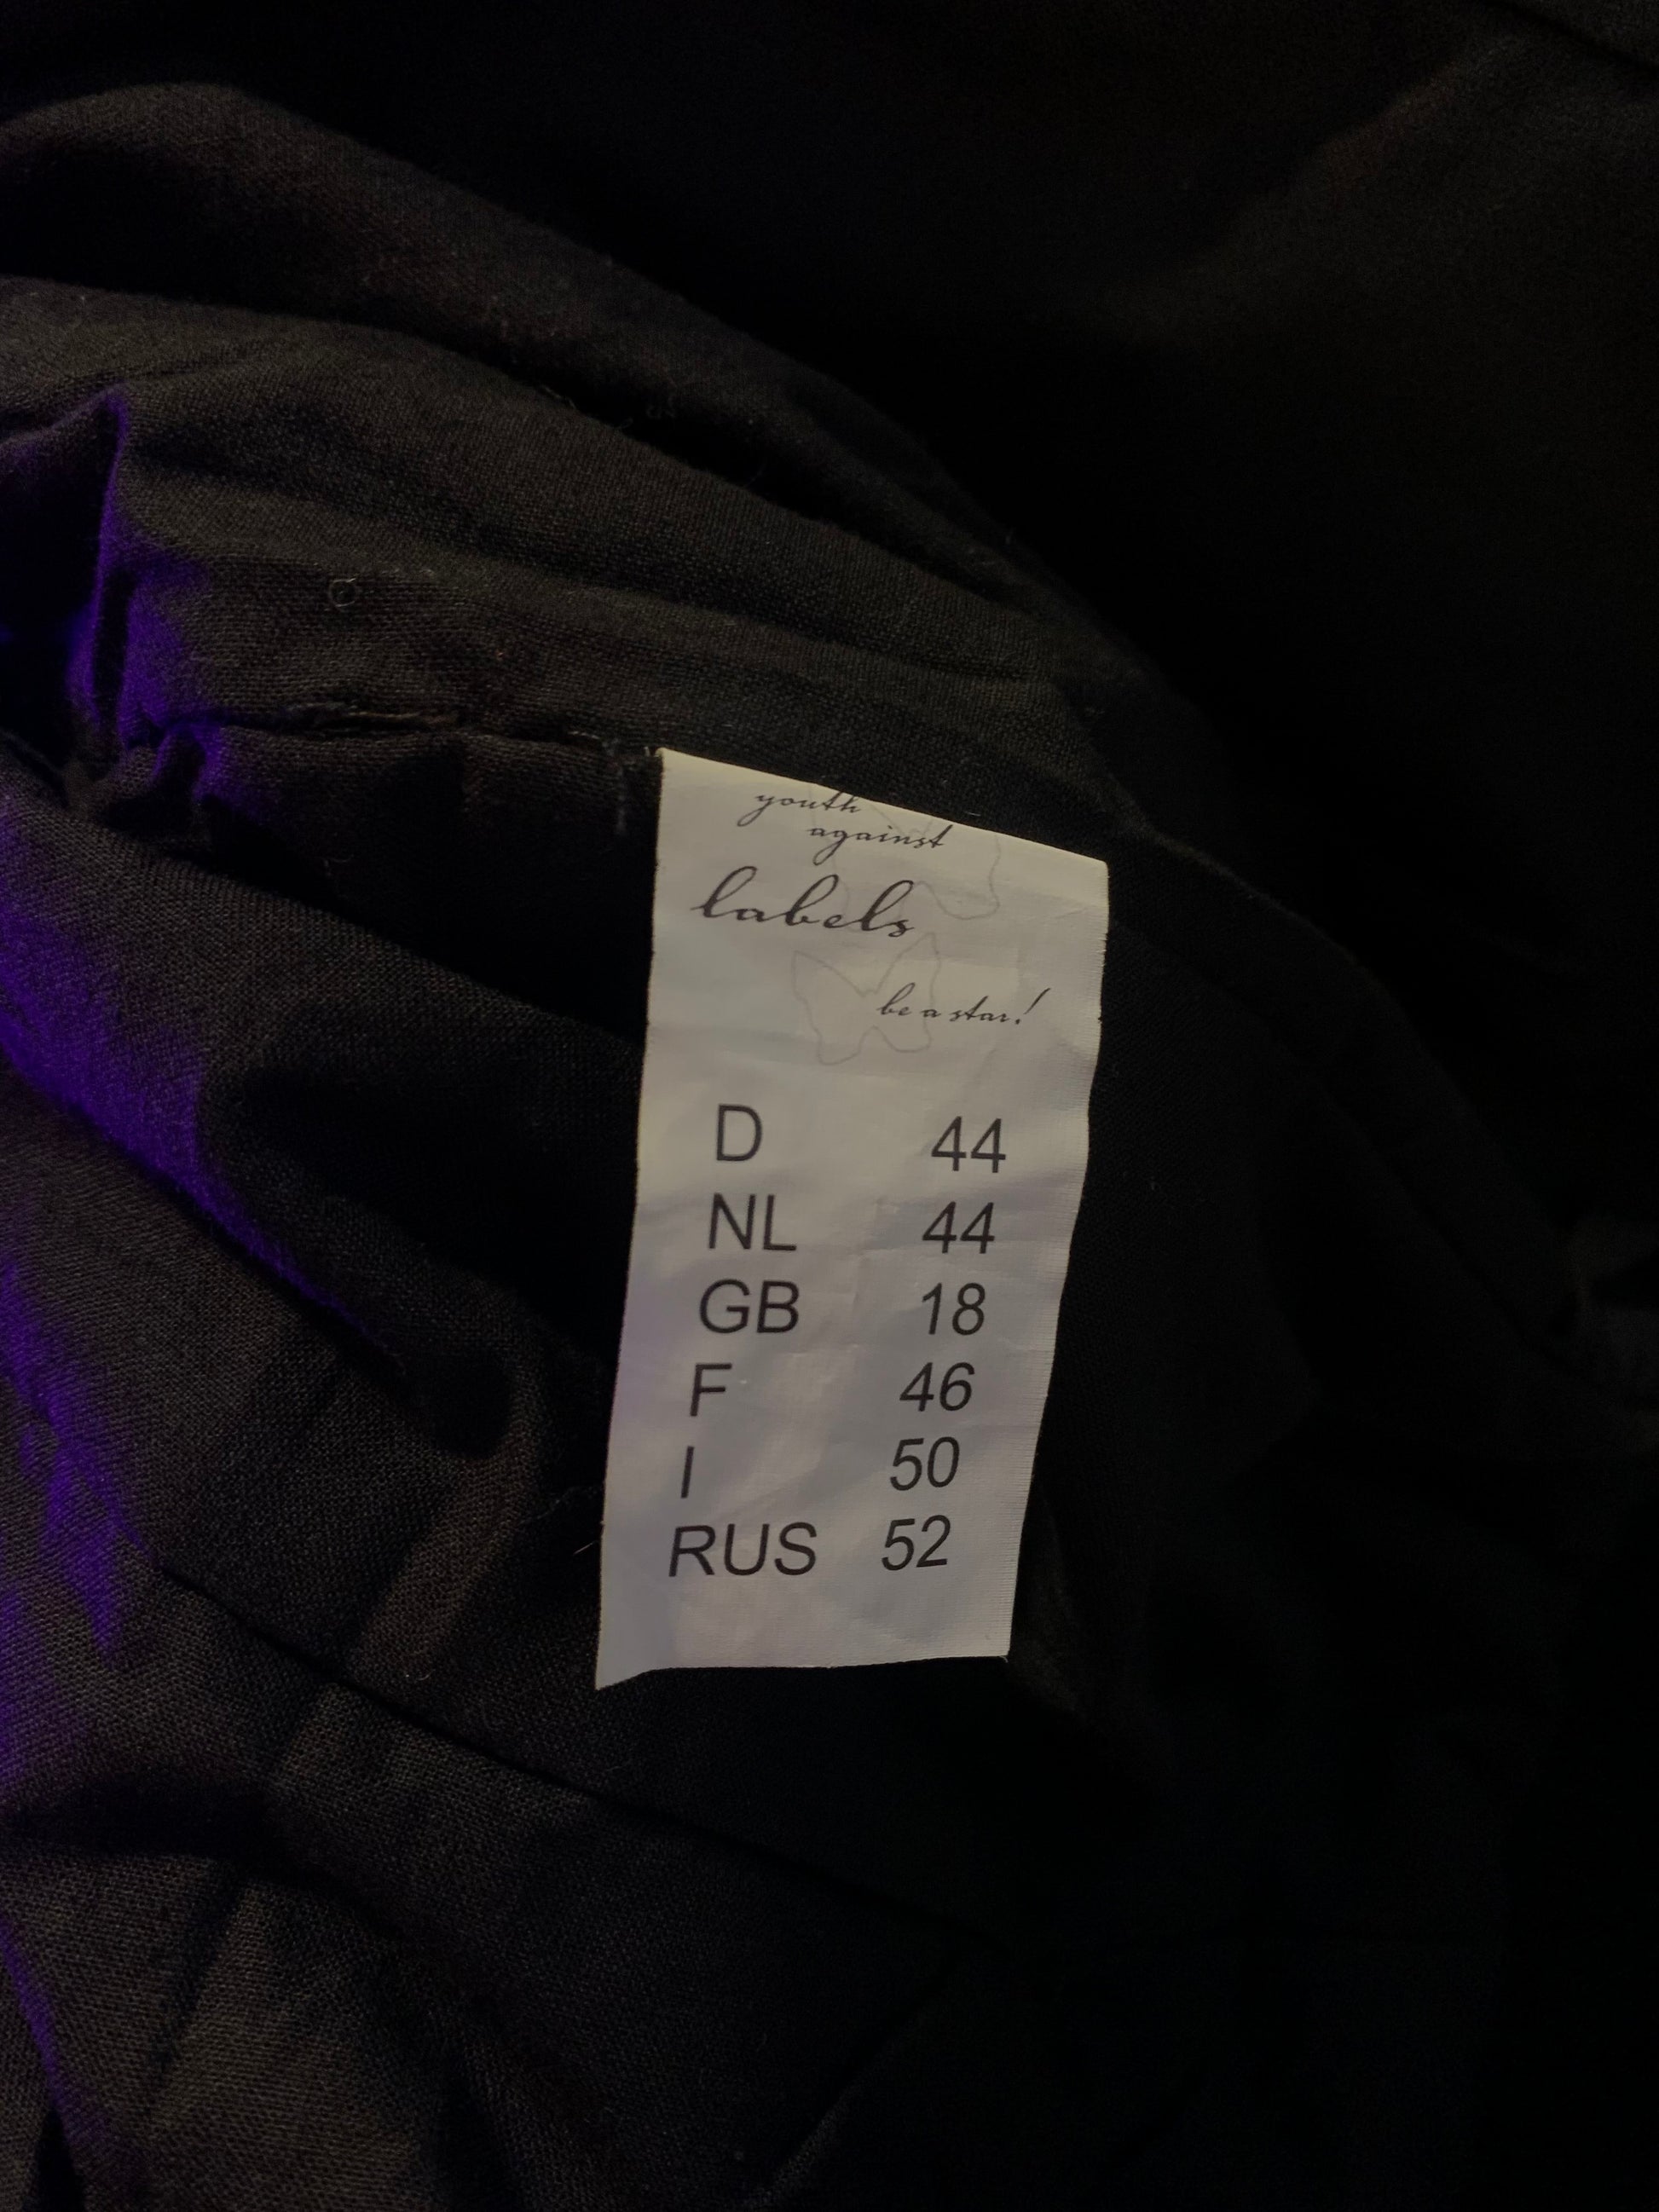 youth
against
labels
be a star!
D 44
NL 44
GB 18
F 46
I 50
RUS 52